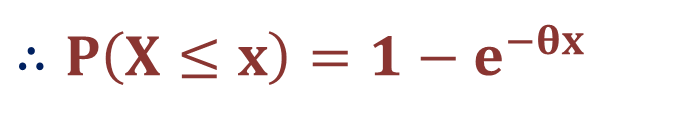 ∴ P(X ≤ x) = 1 − e^{−θx}